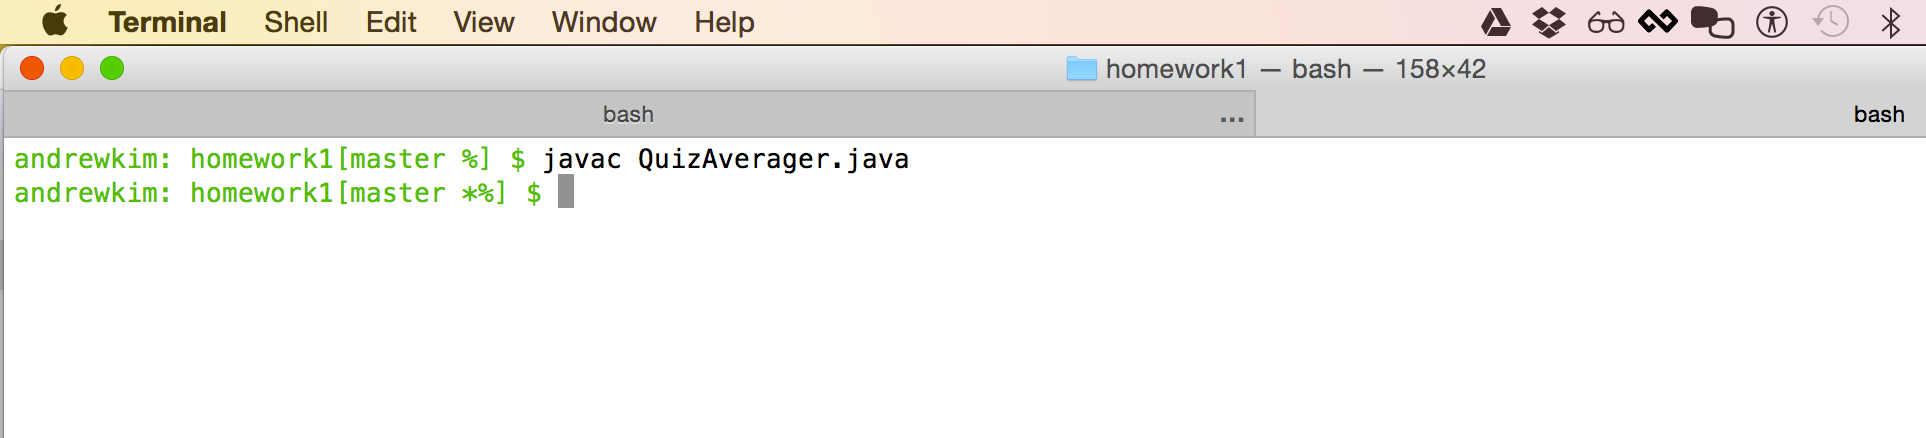 Terminal Shell Edit View Window Help
homework1 — bash — 158×42
bash ... bash
andrewkim: homework1[master %] $ javac QuizAverager.java
andrewkim: homework1[master *%] $